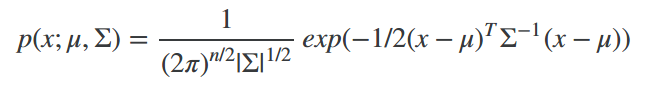 p(x; μ, Σ) = 1 / (2π)^{n/2}|Σ|^{1/2} exp(−1/2(x − μ)^T Σ^{−1}(x − μ))